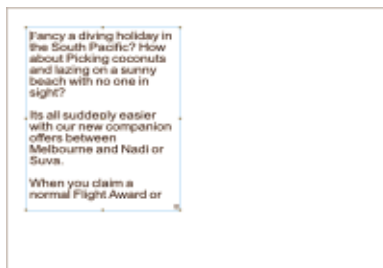 Fancy a diving holiday in
the South Pacific? How
about Picking coconuts
and lazing on a sunny
beach with no one in
sight?
Its all suddenly easier
with our new companion
offers between
Melbourne and Nadi or
Suva.
When you claim a
normal Flight Award or